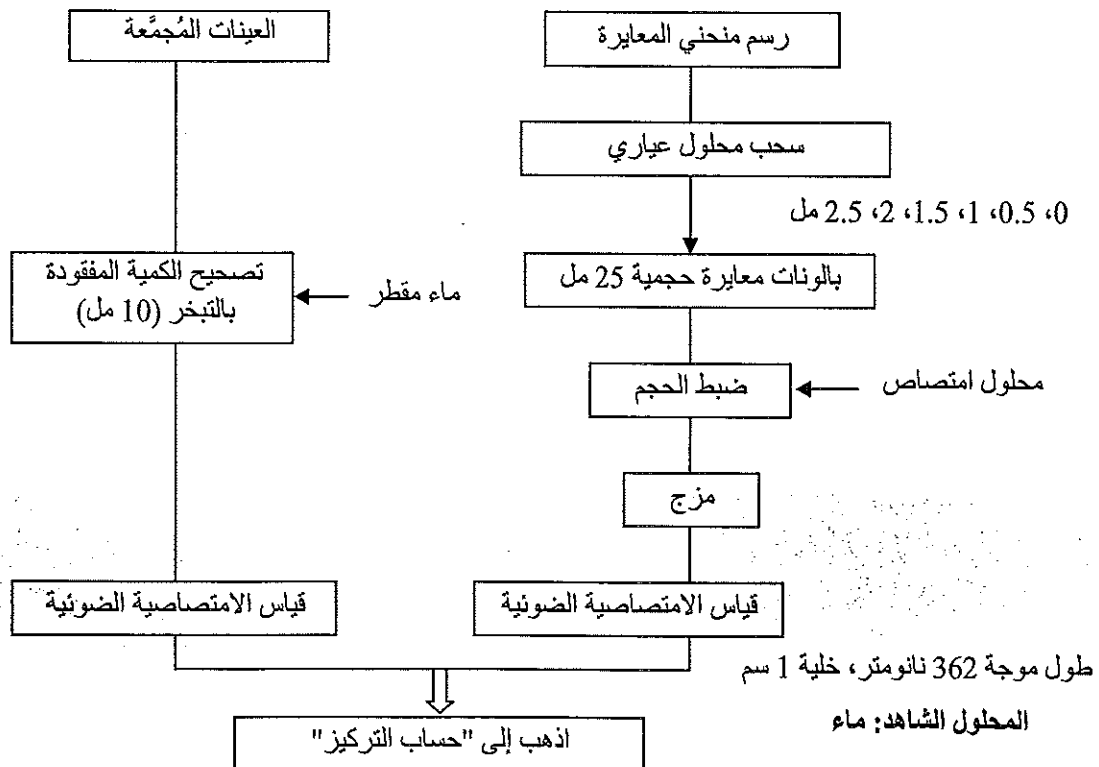 رسم منحني المعايرة
سحب محلول عياري
0، 0.5، 1، 1.5، 2، 2.5 مل
بالونات معايرة حجمية 25 مل
محلول امتصاص
ضبط الحجم
مزج
قياس الامتصاصية الضوئية
طول موجة 362 نانومتر، خلية 1 سم
المحلول الشاهد: ماء
العينات المُجمَّعة
ماء مقطر
تصحيح الكمية المفقودة
بالتبخر (10 مل)
قياس الامتصاصية الضوئية
اذهب إلى "حساب التركيز"